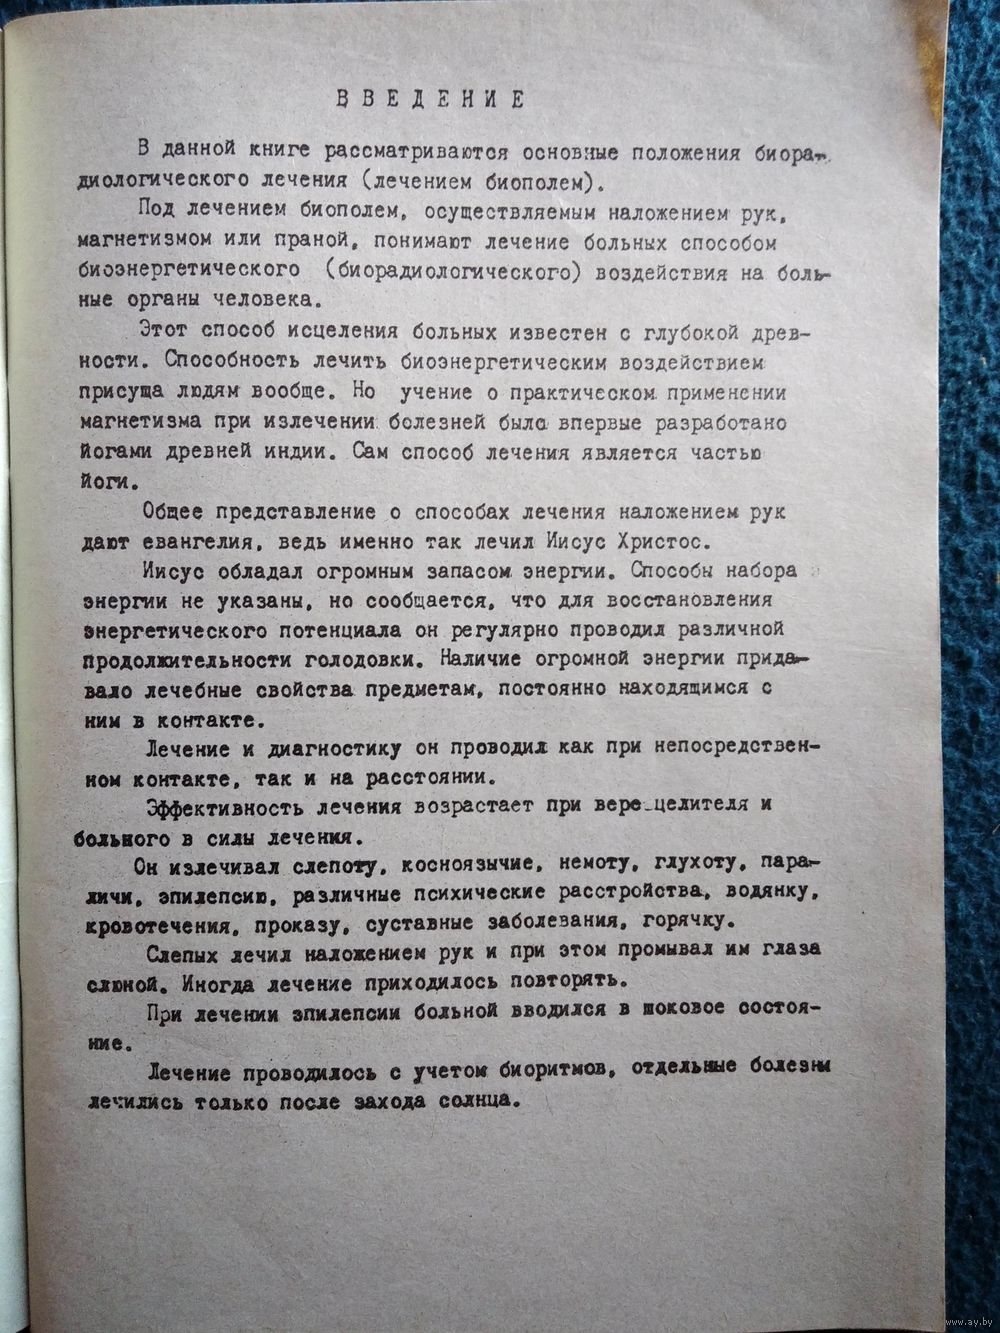 ВВЕДЕНИЕ
В данной книге рассматриваются основные положения биора-
диологического лечения (лечением биополем).
Под лечением биополем, осуществляемым наложением рук,
магнетизмом или праной, понимают лечение больных способом
биоэнергетического (биорадиологического) воздействия на боль-
ные органы человека.
Этот способ исцеления больных известен с глубокой древ-
ности. Способность лечить биоэнергетическим воздействием
присуща людям вообще. Но учение о практическом применении
магнетизма при излечении болезней было впервые разработано
йогами древней индии. Сам способ лечения является частью
йоги.
Общее представление о способах лечения наложением рук
дают евангелия, ведь именно так лечил Иисус Христос.
Иисус обладал огромным запасом энергии. Способы набора
энергии не указаны, но сообщается, что для восстановления
энергетического потенциала он регулярно проводил различной
продолжительности голодовки. Наличие огромной энергии прида-
вало лечебные свойства предметам, постоянно находящимся с
ним в контакте.
Лечение и диагностику он проводил как при непосредствен-
ном контакте, так и на расстоянии.
Эффективность лечения возрастает при вере целителя и
больного в силы лечения.
Он излечивал слепоту, косноязычие, немоту, глухоту, пара-
личи, эпилепсию, различные психические расстройства, водянку,
кровотечения, проказу, суставные заболевания, горячку.
Слепых лечил наложением рук и при этом промывал им глаза
слюной. Иногда лечение приходилось повторять.
При лечении эпилепсии больной вводился в шоковое состоя-
ние.
Лечение проводилось с учетом биоритмов, отдельные болезни
лечились только после захода солнца.
www.ay.by